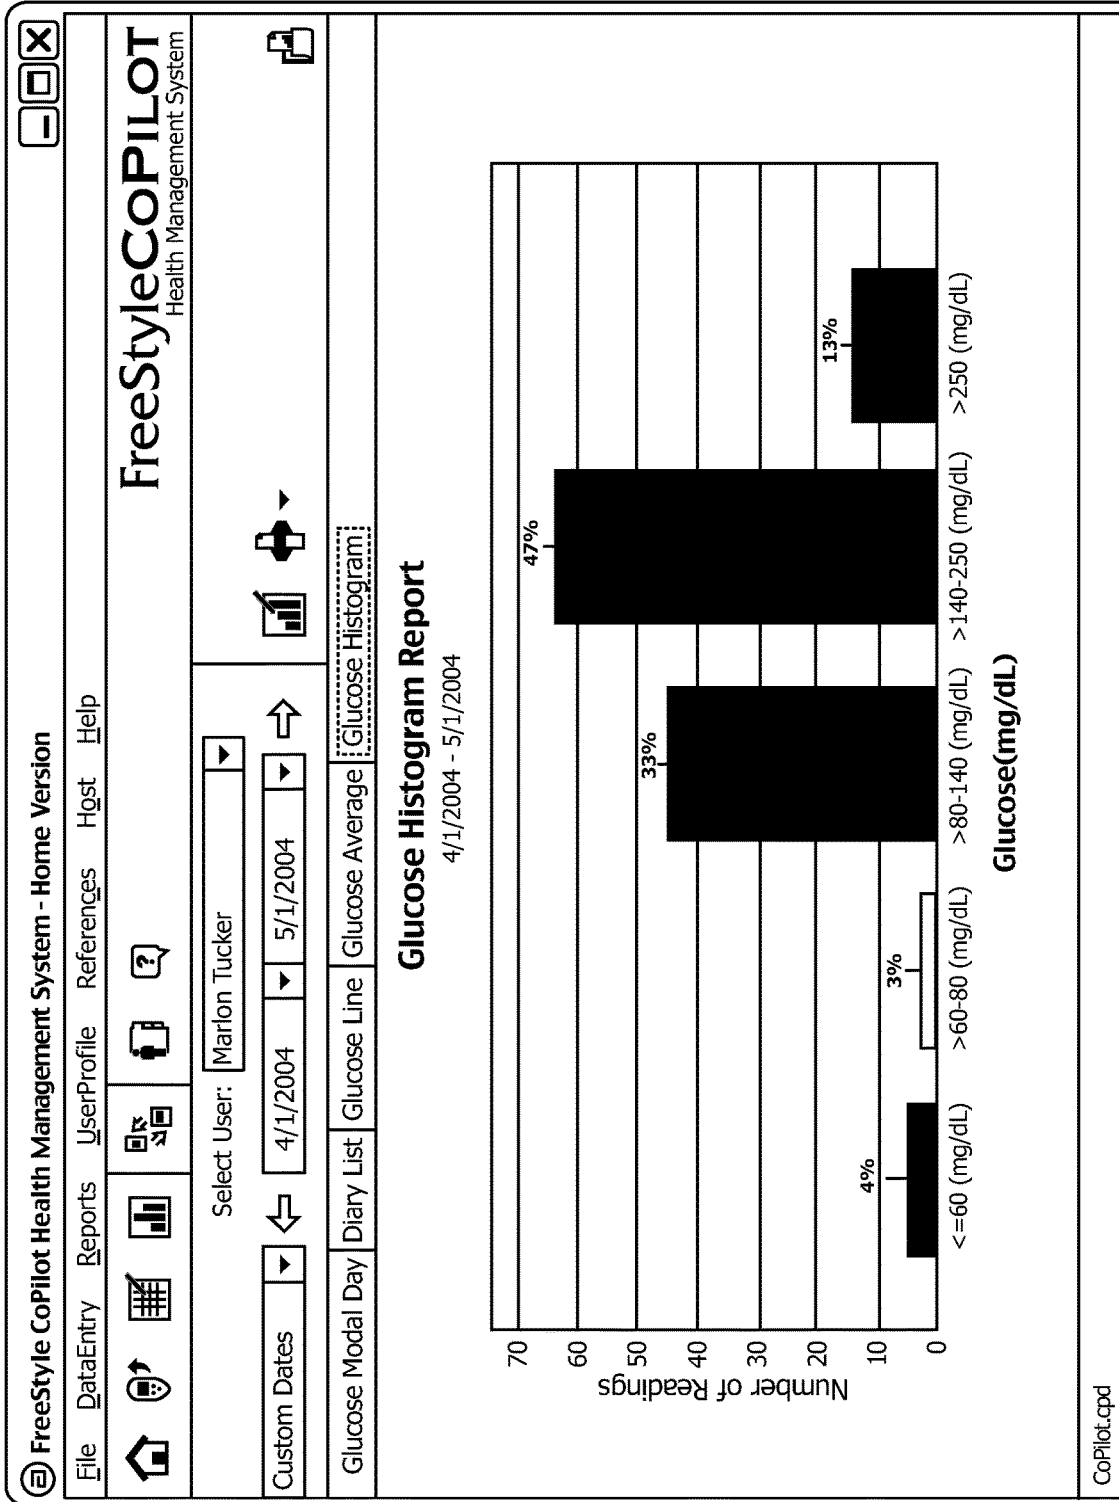 FreeStyle CoPilot Health Management System - Home Version
File DataEntry Reports UserProfile References Host Help
FreeStyleCOPILOT
Health Management System
Select User: Marlon Tucker
Custom Dates 4/1/2004 5/1/2004
Glucose Modal Day Diary List Glucose Line Glucose Average Glucose Histogram
Glucose Histogram Report
4/1/2004 - 5/1/2004
Number of Readings
70
60
50
40
30
20
10
0
4%
3%
33%
47%
13%
<=60 (mg/dL) >60-80 (mg/dL) >80-140 (mg/dL) >140-250 (mg/dL) >250 (mg/dL)
Glucose(mg/dL)
CoPilot.cpd